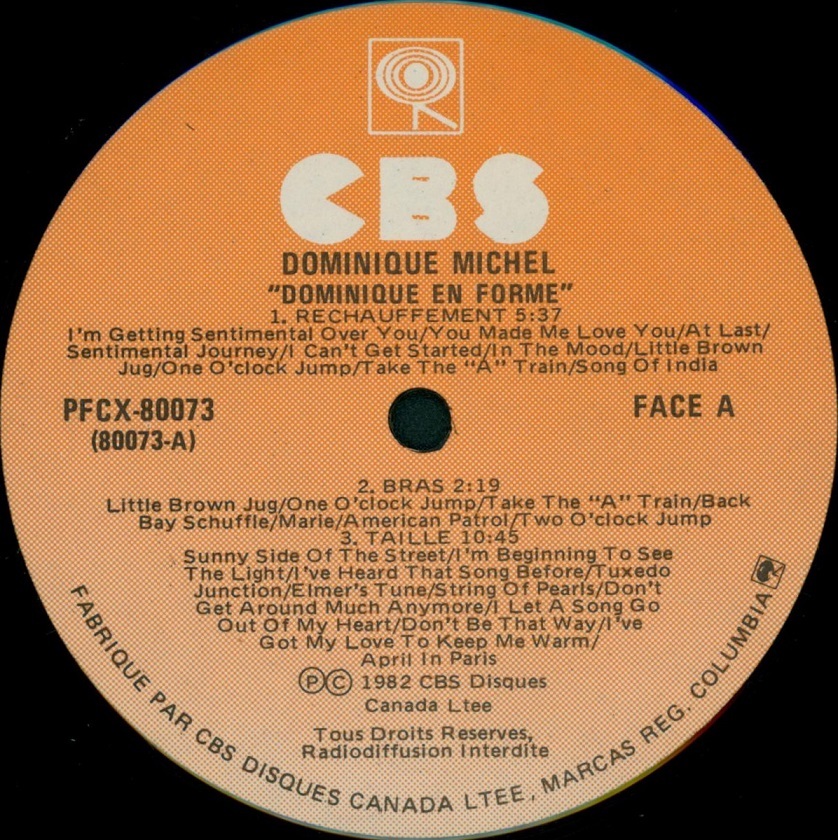 CBS
DOMINIQUE MICHEL
"DOMINIQUE EN FORME"
1. RECHAUFFEMENT 5:37
I'm Getting Sentimental Over You/You Made Me Love You/At Last/
Sentimental Journey/I Can't Get Started/In The Mood/Little Brown
Jug/One O'clock Jump/Take The "A" Train/Song Of India
PFCX-80073
(80073-A)
FACE A
2. BRAS 2:19
Little Brown Jug/One O'clock Jump/Take The "A" Train/Back
Bay Schuffle/Marie/American Patrol/Two O'clock Jump
3. TAILLE 10:45
Sunny Side Of The Street/I'm Beginning To See
The Light/I've Heard That Song Before/Tuxedo
Junction/Elmer's Tune/String Of Pearls/Don't
Get Around Much Anymore/I Let A Song Go
Out Of My Heart/Don't Be That Way/I've
Got My Love To Keep Me Warm/
April In Paris
Ⓟ© 1982 CBS Disques
Canada Ltee
Tous Droits Reserves,
Radiodiffusion Interdite
FABRIQUE PAR CBS DISQUES CANADA LTEE, MARCAS REG. COLUMBIA